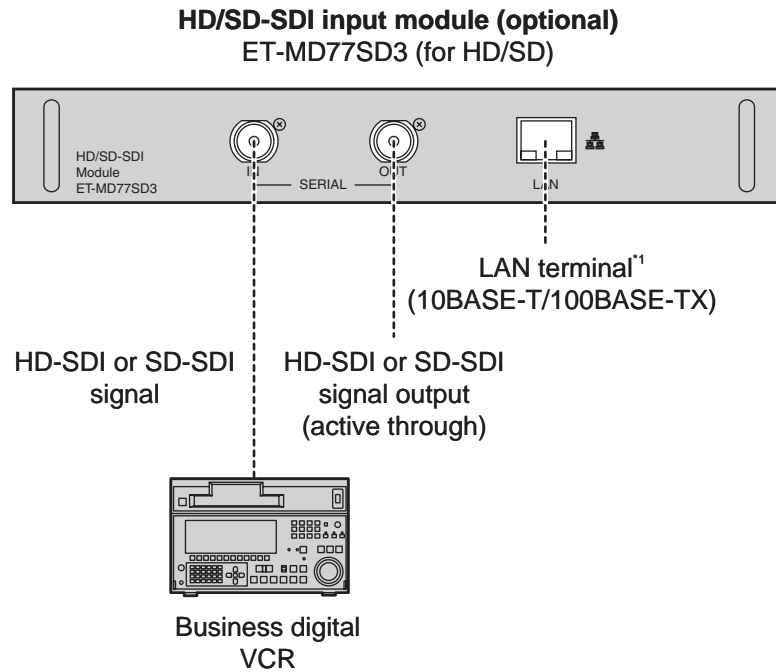 HD/SD-SDI input module (optional)
ET-MD77SD3 (for HD/SD)
HD/SD-SDI
Module
ET-MD77SD3
IN
SERIAL
OUT
LAN
LAN terminal*1
(10BASE-T/100BASE-TX)
HD-SDI or SD-SDI
signal
HD-SDI or SD-SDI
signal output
(active through)
Business digital
VCR